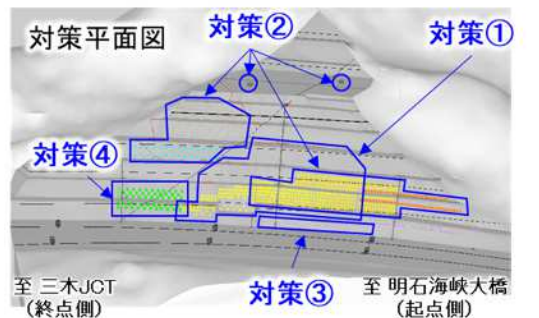 対策平面図
対策②
対策①
対策④
対策③
至 三木JCT
(終点側)
至 明石海峡大橋
(起点側)